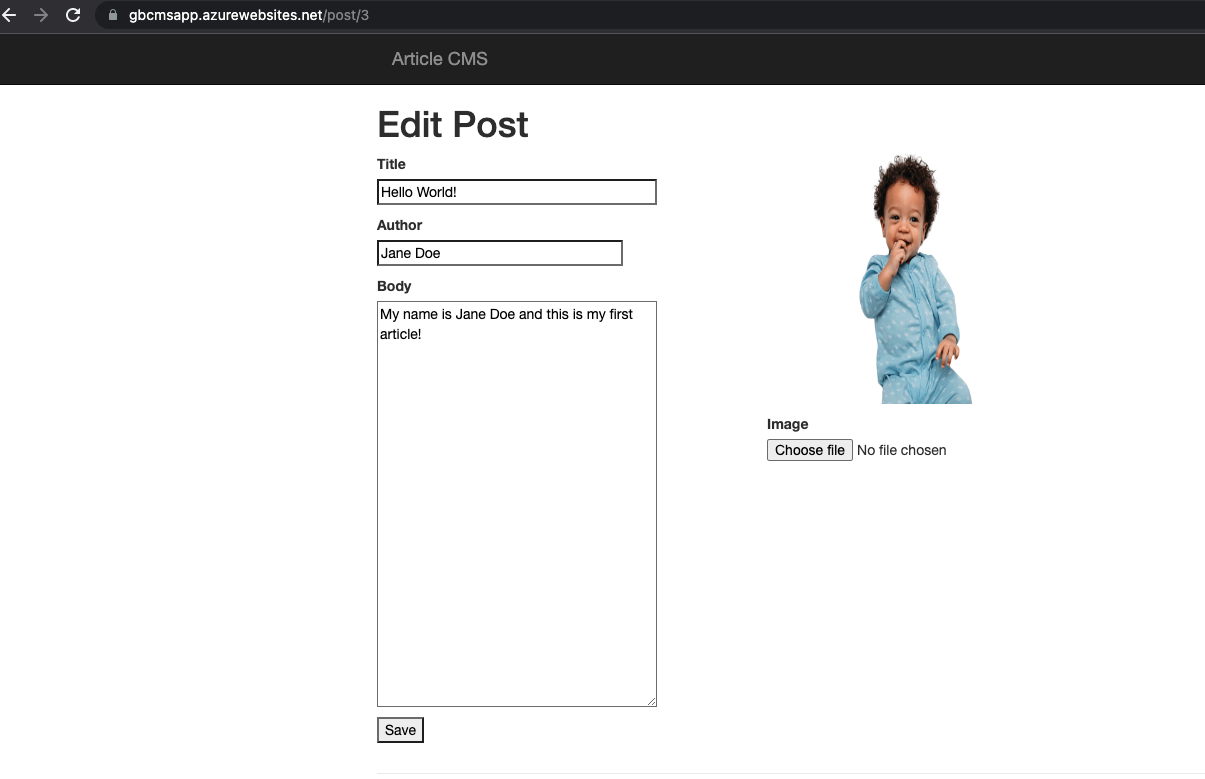 gbcmsapp.azurewebsites.net/post/3
Article CMS
Edit Post
Title
Hello World!
Author
Jane Doe
Body
My name is Jane Doe and this is my first
article!
Image
Choose file No file chosen
Save